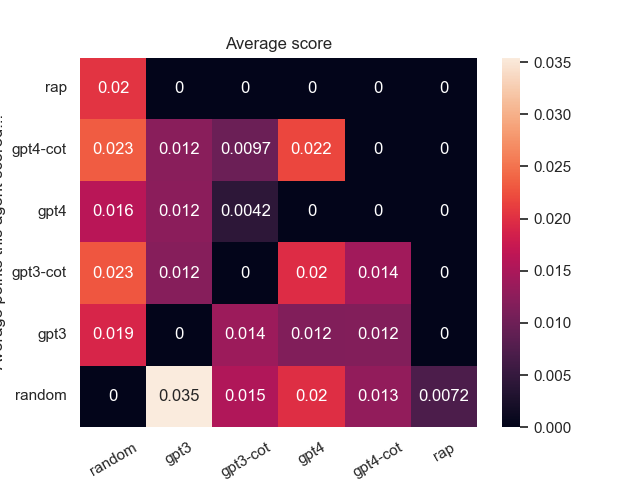 Average score
rap 0.02 0 0 0 0 0
gpt4-cot 0.023 0.012 0.0097 0.022 0 0
gpt4 0.016 0.012 0.0042 0 0 0
gpt3-cot 0.023 0.012 0 0.02 0.014 0
gpt3 0.019 0 0.014 0.012 0.012 0
random 0 0.035 0.015 0.02 0.013 0.0072
random gpt3 gpt3-cot gpt4 gpt4-cot rap
0.035
0.030
0.025
0.020
0.015
0.010
0.005
0.000